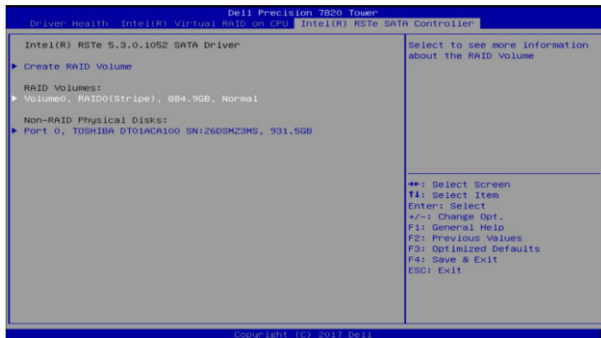 Dell Precision 7820 Tower
Driver Health Intel(R) Virtual RAID on CPU Intel(R) RSTe SATA Controller
Intel(R) RSTe 5.3.0.1052 SATA Driver
Create RAID Volume
RAID Volumes:
Volume0, RAID0(Stripe), 884.9GB, Normal
Non-RAID Physical Disks:
Port 0, TOSHIBA DT01ACA100 SN:Z6DSMZ3MS, 931.5GB
Select to see more information
about the RAID Volume
↔: Select Screen
↑↓: Select Item
Enter: Select
+/-: Change Opt.
F1: General Help
F2: Previous Values
F3: Optimized Defaults
F4: Save & Exit
ESC: Exit
Copyright (C) 2017 Dell